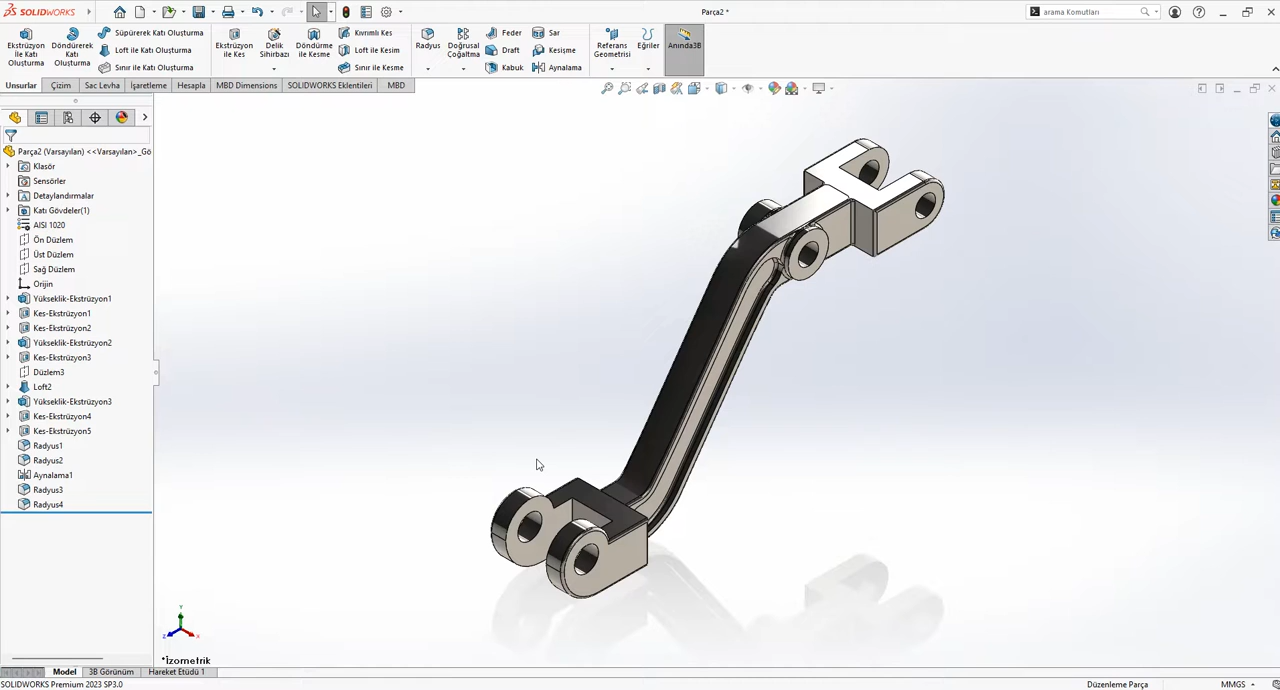 SOLIDWORKS
Parça2 *
arama Komutları
Ekstrüzyon
ile Katı
Oluşturma
Döndürerek
Katı
Oluşturma
Süpürerek Katı Oluşturma
Loft ile Katı Oluşturma
Sınır ile Katı Oluşturma
Ekstrüzyon
ile Kes
Delik
Sihirbazı
Döndürme
ile Kesme
Kıvrımlı Kes
Loft ile Kesim
Sınır ile Kesme
Radyus
Doğrusal
Çoğaltma
Feder
Draft
Kabuk
Sar
Kesişme
Aynalama
Referans
Geometrisi
Eğriler
Anında3B
Unsurlar
Çizim
Sac Levha
İşaretleme
Hesapla
MBD Dimensions
SOLIDWORKS Eklentileri
MBD
Parça2 (Varsayılan) <<Varsayılan>_Gö
Klasör
Sensörler
Detaylandırmalar
Katı Gövdeler(1)
AISI 1020
Ön Düzlem
Üst Düzlem
Sağ Düzlem
Orijin
Yükseklik-Ekstrüzyon1
Kes-Ekstrüzyon1
Kes-Ekstrüzyon2
Yükseklik-Ekstrüzyon2
Kes-Ekstrüzyon3
Düzlem3
Loft2
Yükseklik-Ekstrüzyon3
Kes-Ekstrüzyon4
Kes-Ekstrüzyon5
Radyus1
Radyus2
Aynalama1
Radyus3
Radyus4
Y
Z
X
*İzometrik
Model
3B Görünüm
Hareket Etüdü 1
SOLIDWORKS Premium 2023 SP3.0
Düzenleme Parça
MMGS